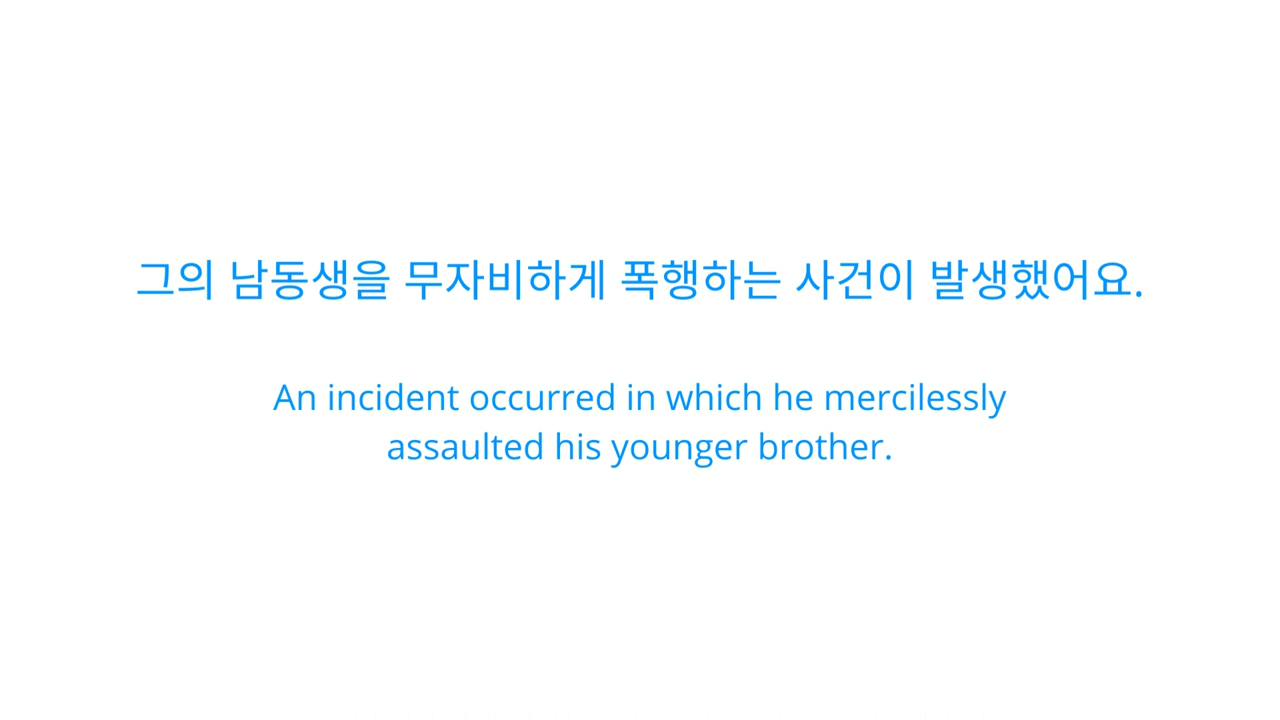 그의 남동생을 무자비하게 폭행하는 사건이 발생했어요.
An incident occurred in which he mercilessly
assaulted his younger brother.